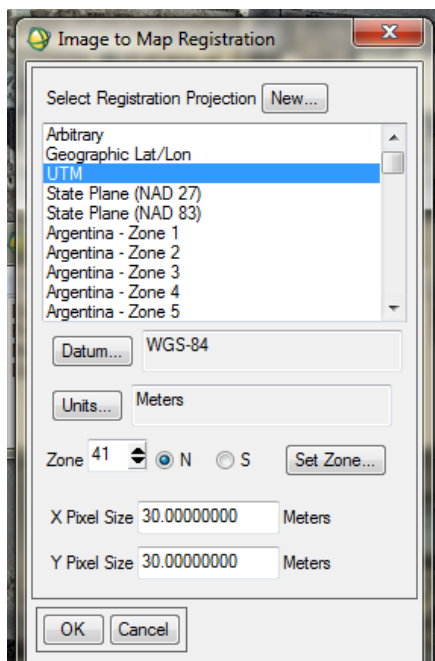 Image to Map Registration
Select Registration Projection New...
Arbitrary
Geographic Lat/Lon
UTM
State Plane (NAD 27)
State Plane (NAD 83)
Argentina - Zone 1
Argentina - Zone 2
Argentina - Zone 3
Argentina - Zone 4
Argentina - Zone 5
Datum... WGS-84
Units... Meters
Zone 41 N S Set Zone...
X Pixel Size 30.00000000 Meters
Y Pixel Size 30.00000000 Meters
OK Cancel